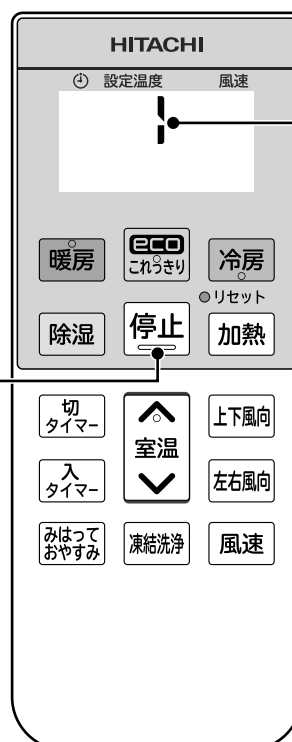 HITACHI
設定温度 風速
1
暖房
eco
これっきり
冷房
リセット
除湿
停止
加熱
切
タイマー
室温
上下風向
入
タイマー
左右風向
みはって
おやすみ
凍結洗浄
風速